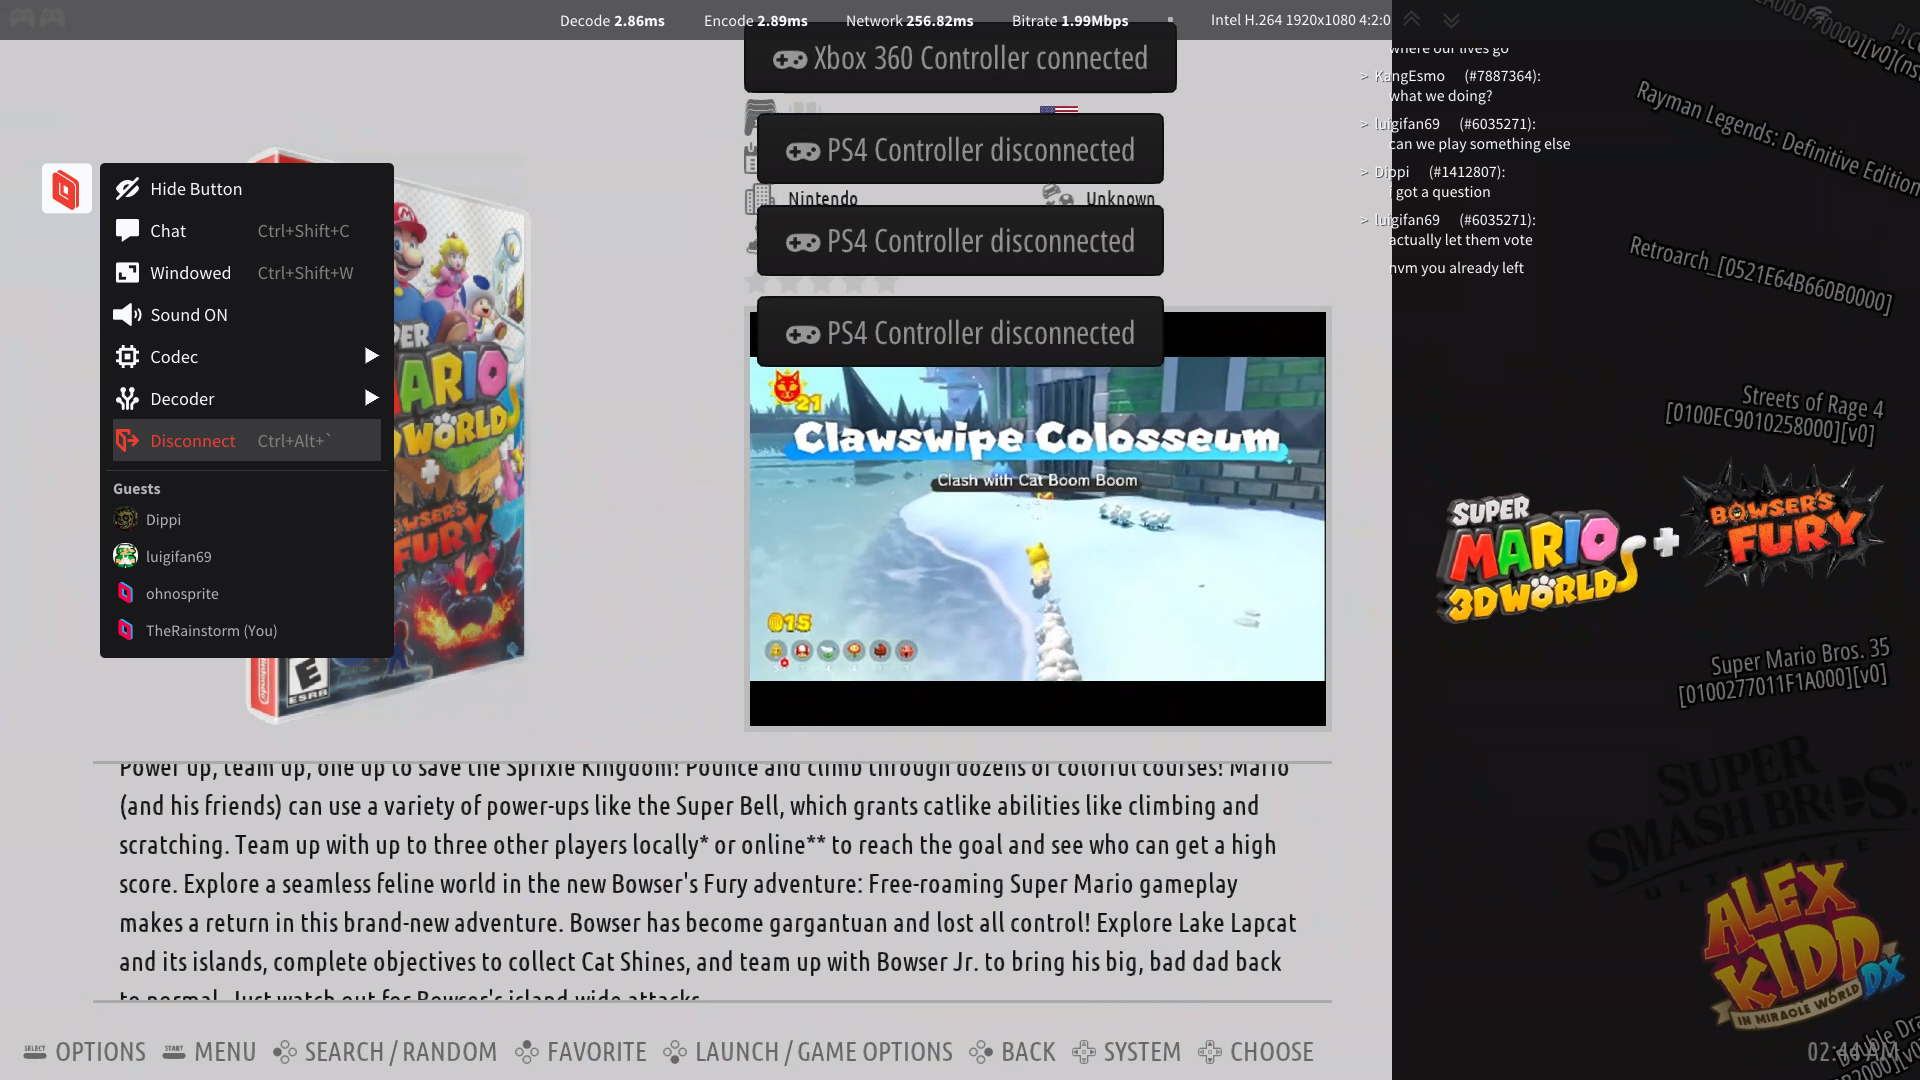 Decode 2.86ms Encode 2.89ms Network 256.82ms Bitrate 1.99Mbps Intel H.264 1920x1080 4:2:0
Xbox 360 Controller connected
PS4 Controller disconnected
Nintendo Unknown
PS4 Controller disconnected
PS4 Controller disconnected
Hide Button
Chat Ctrl+Shift+C
Windowed Ctrl+Shift+W
Sound ON
Codec
Decoder
Disconnect Ctrl+Alt+`
Guests
Dippi
luigifan69
ohnosprite
TheRainstorm (You)
MARIO
WORLD
BOWSER'S
FURY
Nintendo
E
ESRB
21
Clawswipe Colosseum
Clash with Cat Boom Boom
015
where our lives go
> KangEsmo (#7887364):
what we doing?
> luigifan69 (#6035271):
can we play something else
> Dippi (#1412807):
i got a question
> luigifan69 (#6035271):
actually let them vote
nvm you already left
Rayman Legends: Definitive Edition
Retroarch_[0521E64B660B0000]
Streets of Rage 4
[0100EC9010258000][v0]
SUPER
MARIO
3D WORLD
+
BOWSER'S
FURY
Super Mario Bros. 35
[0100277011F1A000][v0]
SUPER
SMASH BROS.
ULTIMATE
ALEX
KIDD
IN MIRACLE WORLD DX
Power up, team up, one up to save the Sprixie Kingdom! Pounce and climb through dozens of colorful courses! Mario
(and his friends) can use a variety of power-ups like the Super Bell, which grants catlike abilities like climbing and
scratching. Team up with up to three other players locally* or online** to reach the goal and see who can get a high
score. Explore a seamless feline world in the new Bowser's Fury adventure: Free-roaming Super Mario gameplay
makes a return in this brand-new adventure. Bowser has become gargantuan and lost all control! Explore Lake Lapcat
and its islands, complete objectives to collect Cat Shines, and team up with Bowser Jr. to bring his big, bad dad back
to normal. Just watch out for Bowser's island-wide attacks
SELECT OPTIONS START MENU SEARCH / RANDOM FAVORITE LAUNCH / GAME OPTIONS BACK SYSTEM CHOOSE